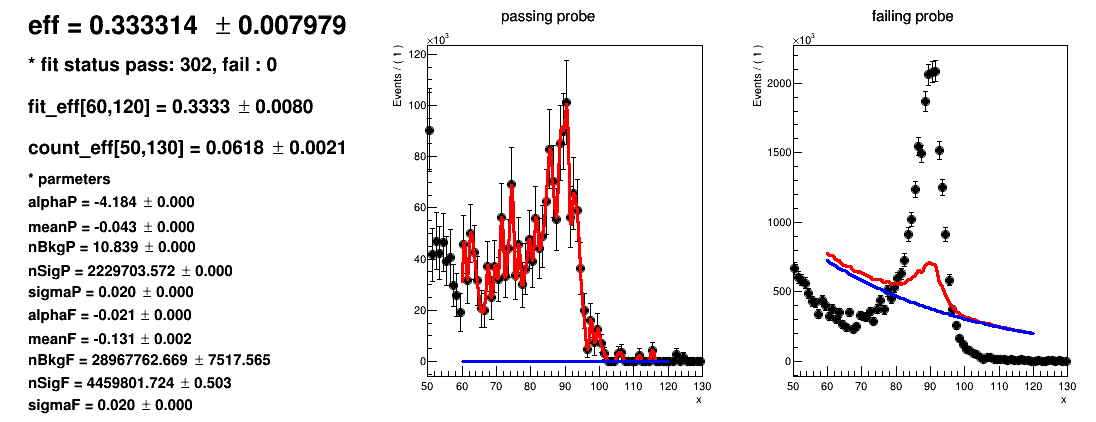 eff = 0.333314 ± 0.007979
* fit status pass: 302, fail : 0
fit_eff[60,120] = 0.3333 ± 0.0080
count_eff[50,130] = 0.0618 ± 0.0021
* parmeters
alphaP = -4.184 ± 0.000
meanP = -0.043 ± 0.000
nBkgP = 10.839 ± 0.000
nSigP = 2229703.572 ± 0.000
sigmaP = 0.020 ± 0.000
alphaF = -0.021 ± 0.000
meanF = -0.131 ± 0.002
nBkgF = 28967762.669 ± 7517.565
nSigF = 4459801.724 ± 0.503
sigmaF = 0.020 ± 0.000
passing probe
×10³
Events / ( 1 )
120
100
80
60
40
20
0
50 60 70 80 90 100 110 120 130
x
failing probe
×10³
Events / ( 1 )
2000
1500
1000
500
0
50 60 70 80 90 100 110 120 130
x